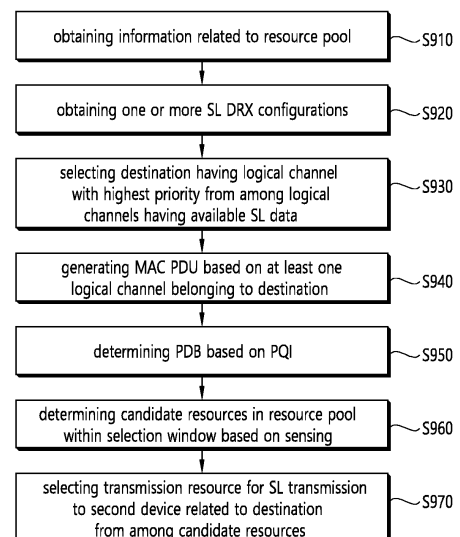 obtaining information related to resource pool
S910
obtaining one or more SL DRX configurations
S920
selecting destination having logical channel
with highest priority from among logical
channels having available SL data
S930
generating MAC PDU based on at least one
logical channel belonging to destination
S940
determining PDB based on PQI
S950
determining candidate resources in resource pool
within selection window based on sensing
S960
selecting transmission resource for SL transmission
to second device related to destination
from among candidate resources
S970